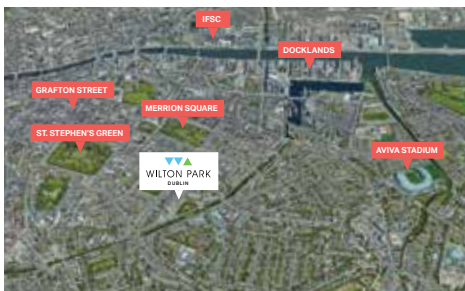 IFSC
DOCKLANDS
GRAFTON STREET
MERRION SQUARE
ST. STEPHEN'S GREEN
AVIVA STADIUM
WILTON PARK
DUBLIN